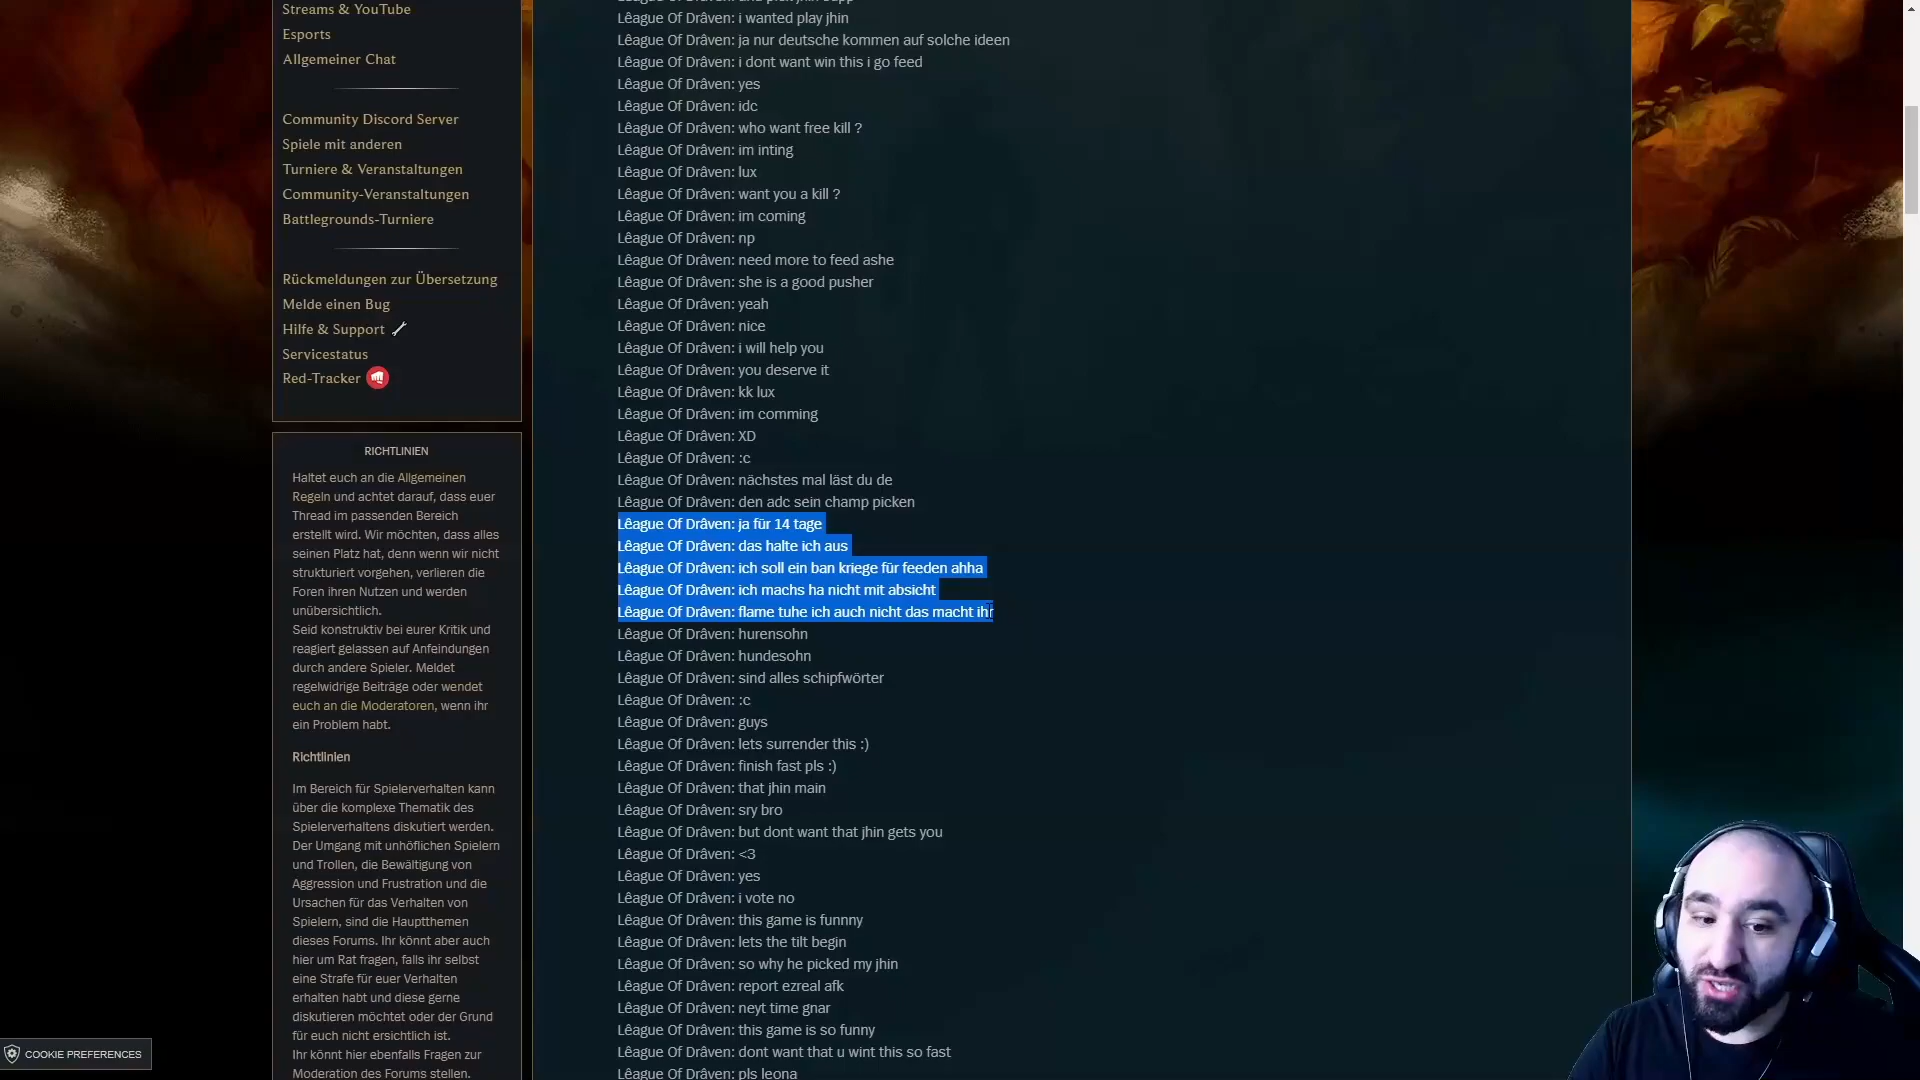 Streams & YouTube
Esports
Allgemeiner Chat
Community Discord Server
Spiele mit anderen
Turniere & Veranstaltungen
Community-Veranstaltungen
Battlegrounds-Turniere
Rückmeldungen zur Übersetzung
Melde einen Bug
Hilfe & Support
Servicestatus
Red-Tracker
RICHTLINIEN
Haltet euch an die Allgemeinen
Regeln und achtet darauf, dass euer
Thread im passenden Bereich
erstellt wird. Wir möchten, dass alles
seinen Platz hat, denn wenn wir nicht
strukturiert vorgehen, verlieren die
Foren ihren Nutzen und werden
unübersichtlich.
Seid konstruktiv bei eurer Kritik und
reagiert gelassen auf Anfeindungen
durch andere Spieler. Meldet
regelwidrige Beiträge oder wendet
euch an die Moderatoren, wenn ihr
ein Problem habt.
Richtlinien
Im Bereich für Spielerverhalten kann
über die komplexe Thematik des
Spielerverhaltens diskutiert werden.
Der Umgang mit unhöflichen Spielern
und Trollen, die Bewältigung von
Aggression und Frustration und die
Ursachen für das Verhalten von
Spielern, sind die Hauptthemen
dieses Forums. Ihr könnt aber auch
hier um Rat fragen, falls ihr selbst
eine Strafe für euer Verhalten
erhalten habt und diese gerne
diskutieren möchtet oder der Grund
für euch nicht ersichtlich ist.
Ihr könnt hier ebenfalls Fragen zur
Moderation des Forums stellen.
COOKIE PREFERENCES
Lêague Of Drâven: i wanted play jhin
Lêague Of Drâven: ja nur deutsche kommen auf solche ideen
Lêague Of Drâven: i dont want win this i go feed
Lêague Of Drâven: yes
Lêague Of Drâven: idc
Lêague Of Drâven: who want free kill ?
Lêague Of Drâven: im inting
Lêague Of Drâven: lux
Lêague Of Drâven: want you a kill ?
Lêague Of Drâven: im coming
Lêague Of Drâven: np
Lêague Of Drâven: need more to feed ashe
Lêague Of Drâven: she is a good pusher
Lêague Of Drâven: yeah
Lêague Of Drâven: nice
Lêague Of Drâven: i will help you
Lêague Of Drâven: you deserve it
Lêague Of Drâven: kk lux
Lêague Of Drâven: im comming
Lêague Of Drâven: XD
Lêague Of Drâven: :c
Lêague Of Drâven: nächstes mal läst du de
Lêague Of Drâven: den adc sein champ picken
Lêague Of Drâven: ja für 14 tage
Lêague Of Drâven: das halte ich aus
Lêague Of Drâven: ich soll ein ban kriege für feeden ahha
Lêague Of Drâven: ich machs ha nicht mit absicht
Lêague Of Drâven: flame tuhe ich auch nicht das macht ihr
Lêague Of Drâven: hurensohn
Lêague Of Drâven: hundesohn
Lêague Of Drâven: sind alles schipfwörter
Lêague Of Drâven: :c
Lêague Of Drâven: guys
Lêague Of Drâven: lets surrender this :)
Lêague Of Drâven: finish fast pls :)
Lêague Of Drâven: that jhin main
Lêague Of Drâven: sry bro
Lêague Of Drâven: but dont want that jhin gets you
Lêague Of Drâven: <3
Lêague Of Drâven: yes
Lêague Of Drâven: i vote no
Lêague Of Drâven: this game is funnny
Lêague Of Drâven: lets the tilt begin
Lêague Of Drâven: so why he picked my jhin
Lêague Of Drâven: report ezreal afk
Lêague Of Drâven: neyt time gnar
Lêague Of Drâven: this game is so funny
Lêague Of Drâven: dont want that u wint this so fast
Lêague Of Drâven: pls leona